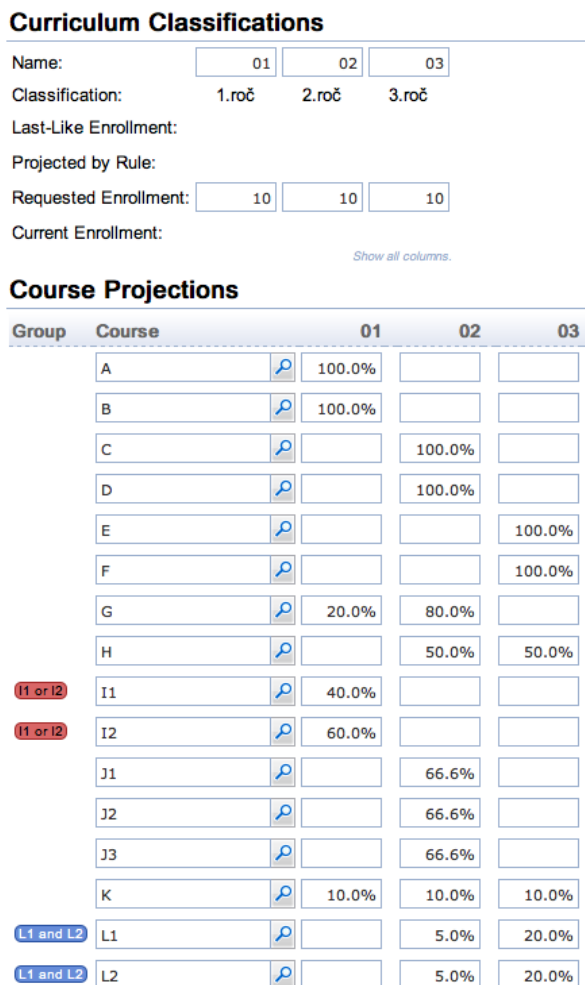 Curriculum Classifications
Name: 01 02 03
Classification: 1.roč 2.roč 3.roč
Last-Like Enrollment:
Projected by Rule:
Requested Enrollment: 10 10 10
Current Enrollment:
Show all columns.
Course Projections
Group Course 01 02 03
A 100.0%
B 100.0%
C 100.0%
D 100.0%
E 100.0%
F 100.0%
G 20.0% 80.0%
H 50.0% 50.0%
I1 or I2 I1 40.0%
I1 or I2 I2 60.0%
J1 66.6%
J2 66.6%
J3 66.6%
K 10.0% 10.0% 10.0%
L1 and L2 L1 5.0% 20.0%
L1 and L2 L2 5.0% 20.0%